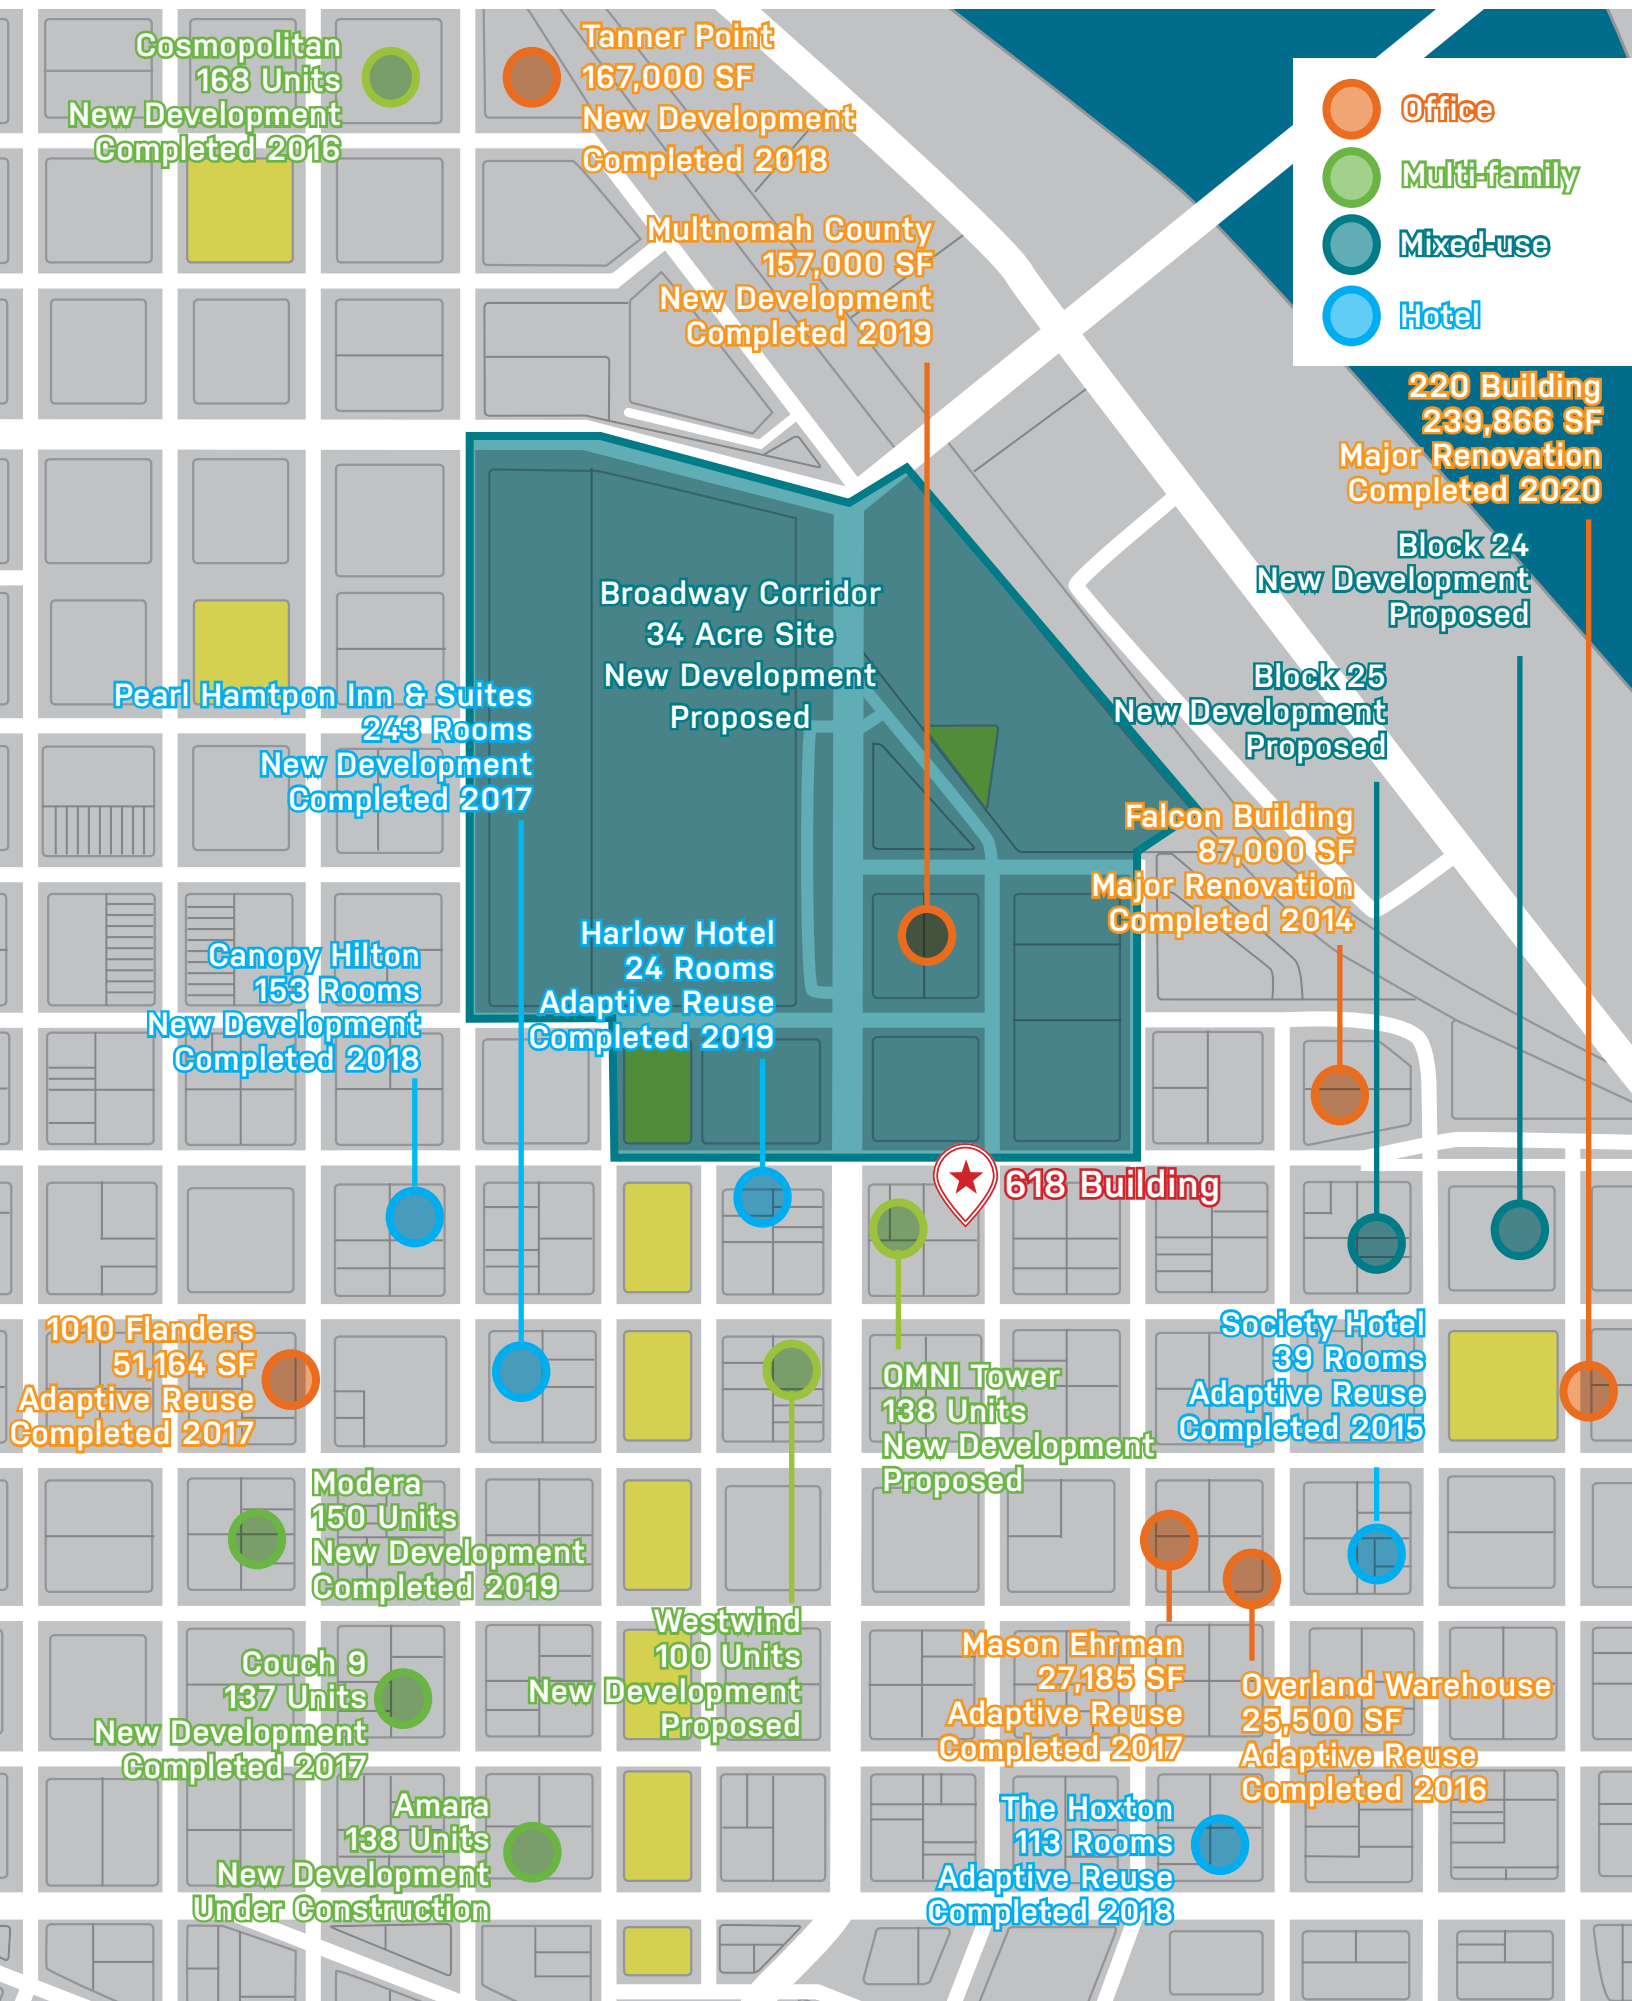 Cosmopolitan
168 Units
New Development
Completed 2016
Tanner Point
167,000 SF
New Development
Completed 2018
Office
Multi-family
Mixed-use
Hotel
Multnomah County
157,000 SF
New Development
Completed 2019
220 Building
239,866 SF
Major Renovation
Completed 2020
Block 24
New Development
Proposed
Broadway Corridor
34 Acre Site
New Development
Proposed
Block 25
New Development
Proposed
Pearl Hamtpon Inn & Suites
243 Rooms
New Development
Completed 2017
Falcon Building
87,000 SF
Major Renovation
Completed 2014
Harlow Hotel
24 Rooms
Adaptive Reuse
Completed 2019
Canopy Hilton
153 Rooms
New Development
Completed 2018
618 Building
1010 Flanders
51,164 SF
Adaptive Reuse
Completed 2017
Society Hotel
39 Rooms
Adaptive Reuse
Completed 2015
OMNI Tower
138 Units
New Development
Proposed
Modera
150 Units
New Development
Completed 2019
Westwind
100 Units
New Development
Proposed
Mason Ehrman
27,185 SF
Adaptive Reuse
Completed 2017
Couch 9
137 Units
New Development
Completed 2017
Overland Warehouse
25,500 SF
Adaptive Reuse
Completed 2016
Amara
138 Units
New Development
Under Construction
The Hoxton
113 Rooms
Adaptive Reuse
Completed 2018